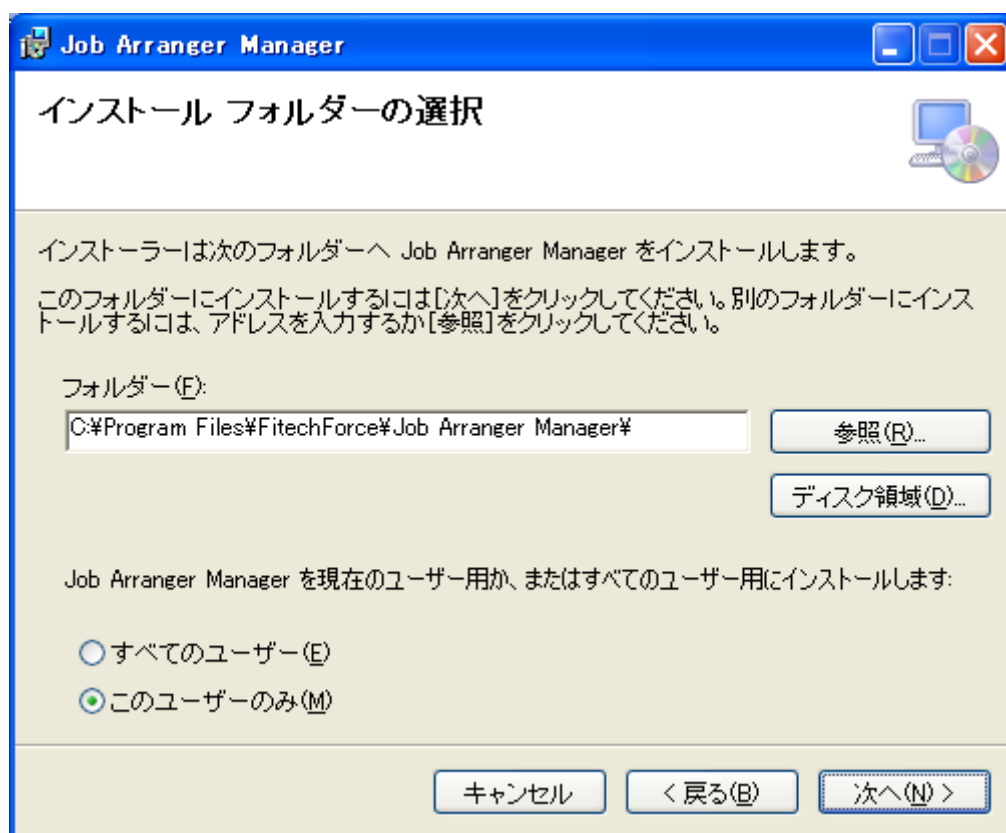 Job Arranger Manager
インストール フォルダーの選択
インストーラーは次のフォルダーへ Job Arranger Manager をインストールします。
このフォルダーにインストールするには[次へ]をクリックしてください。別のフォルダーにインス
トールするには、アドレスを入力するか[参照]をクリックしてください。
フォルダー(F):
C:¥Program Files¥FitechForce¥Job Arranger Manager¥
参照(R)...
ディスク領域(D)...
Job Arranger Manager を現在のユーザー用か、またはすべてのユーザー用にインストールします:
すべてのユーザー(E)
このユーザーのみ(M)
キャンセル
< 戻る(B)
次へ(N) >